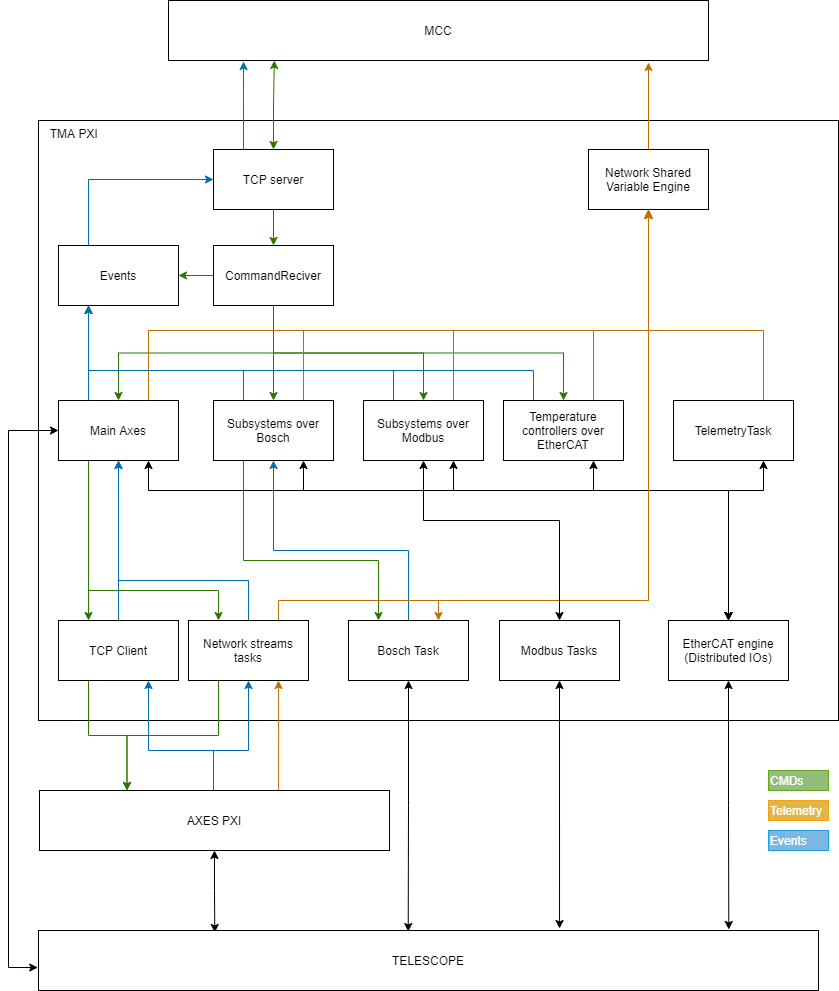 MCC
TMA PXI
TCP server
Network Shared
Variable Engine
Events
CommandReciver
Main Axes
Subsystems over
Bosch
Subsystems over
Modbus
Temperature
controllers over
EtherCAT
TelemetryTask
TCP Client
Network streams
tasks
Bosch Task
Modbus Tasks
EtherCAT engine
(Distributed IOs)
CMDs
Telemetry
Events
AXES PXI
TELESCOPE